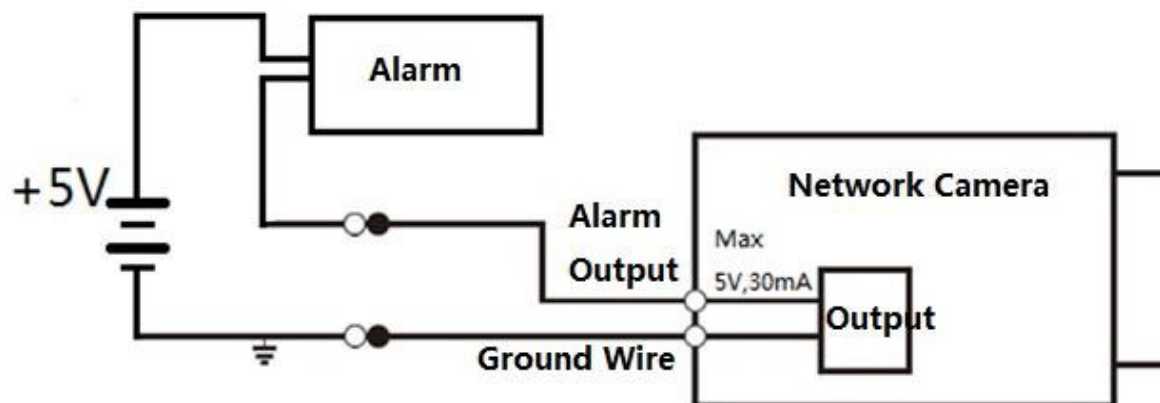 Alarm
+5V
Network Camera
Alarm
Output
Max
5V,30mA
Output
Ground Wire